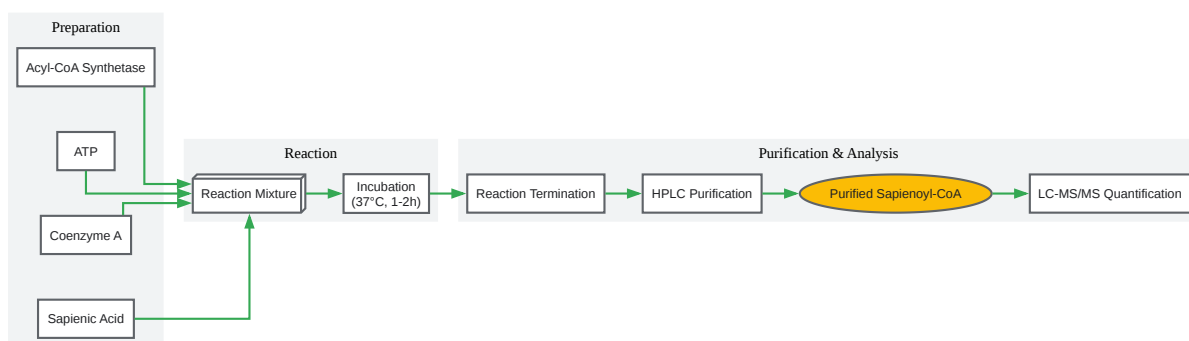 Preparation
Acyl-CoA Synthetase
ATP
Coenzyme A
Sapienic Acid
Reaction
Reaction Mixture
Incubation
(37°C, 1-2h)
Purification & Analysis
Reaction Termination
HPLC Purification
Purified Sapienoyl-CoA
LC-MS/MS Quantification